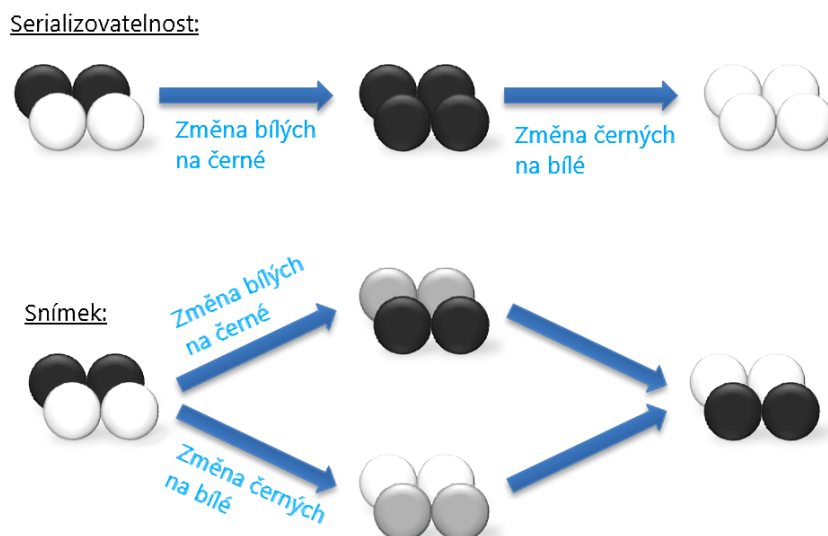 Serializovatelnost:
Změna bílých
na černé
Změna černých
na bílé
Snímek:
Změna bílých
na černé
Změna černých
na bílé